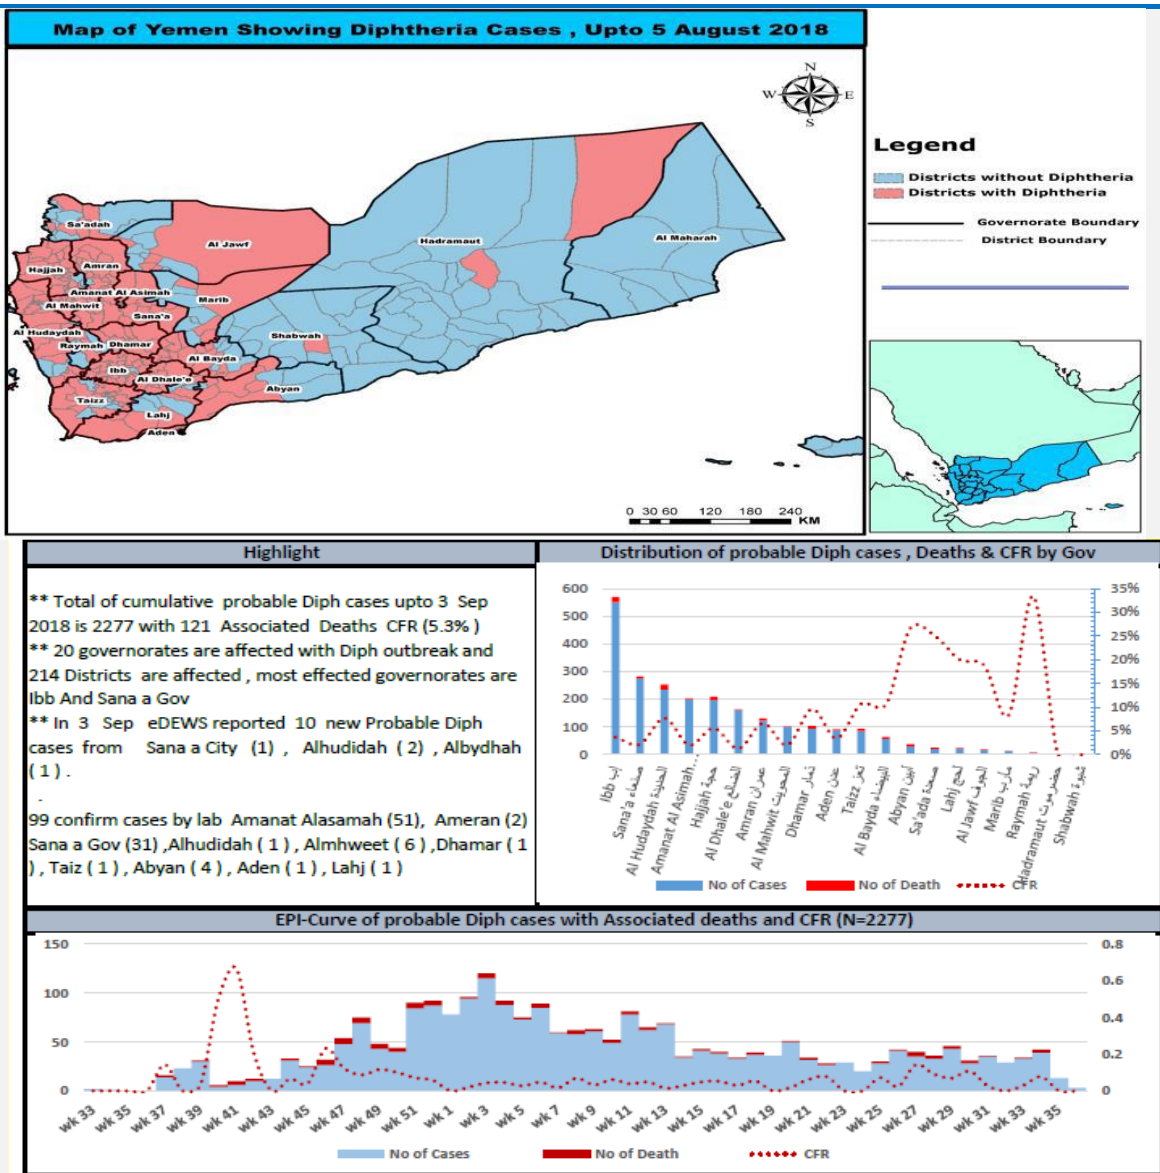 Map of Yemen Showing Diphtheria Cases , Upto 5 August 2018
N
W E
S
Legend
Districts without Diphtheria
Districts with Diphtheria
Governorate Boundary
District Boundary
Sa'adah
Al Jawf
Hadramaut
Al Maharah
Hajjah
Amran
Amanat Al Asimah
Marib
Al Mahwit
Sana'a
Al Hudaydah
Raymah
Dhamar
Shabwah
Al Bayda
Ibb
Al Dhale'e
Abyan
Taizz
Lahj
Aden
0 30 60 120 180 240
KM
Highlight
** Total of cumulative probable Diph cases upto 3 Sep
2018 is 2277 with 121 Associated Deaths CFR (5.3% )
** 20 governorates are affected with Diph outbreak and
214 Districts are affected , most effected governorates are
Ibb And Sana a Gov
** In 3 Sep eDEWS reported 10 new Probable Diph
cases from Sana a City (1) , Alhudidah ( 2) , Albydhah
( 1 ) .
.
99 confirm cases by lab Amanat Alasamah (51), Ameran (2)
Sana a Gov (31) ,Alhudidah ( 1 ) , Almhweet ( 6 ) ,Dhamar ( 1
) , Taiz ( 1 ) , Abyan ( 4 ) , Aden ( 1 ) , Lahj ( 1 )
Distribution of probable Diph cases , Deaths & CFR by Gov
600
500
400
300
200
100
0
35%
30%
25%
20%
15%
10%
5%
0%
Ibb إب
Sana'a صنعاء
Al Hudaydah الحديدة
Amanat Al Asimah...
Hajjah حجة
Al Dhale'e الضالع
Amran عمران
Al Mahwit المحويت
Dhamar ذمار
Aden عدن
Taizz تعز
Al Bayda البيضاء
Abyan أبين
Sa'ada صعدة
Lahj لحج
Al Jawf الجوف
Marib مأرب
Raymah ريمة
Hadramaut حضرموت
Shabwah شبوة
No of Cases No of Death CFR
EPI-Curve of probable Diph cases with Associated deaths and CFR (N=2277)
150
100
50
0
0.8
0.6
0.4
0.2
0
wk 33 wk 35 wk 37 wk 39 wk 41 wk 43 wk 45 wk 47 wk 49 wk 51 wk 1 wk 3 wk 5 wk 7 wk 9 wk 11 wk 13 wk 15 wk 17 wk 19 wk 21 wk 23 wk 25 wk 27 wk 29 wk 31 wk 33 wk 35
No of Cases No of Death CFR